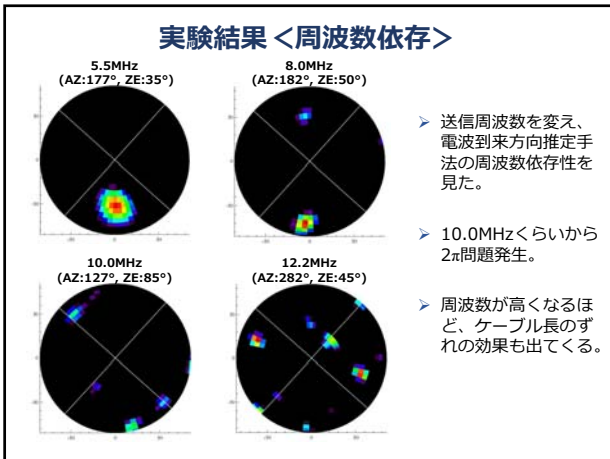 実験結果＜周波数依存＞
5.5MHz
(AZ:177°, ZE:35°)
8.0MHz
(AZ:182°, ZE:50°)
10.0MHz
(AZ:127°, ZE:85°)
12.2MHz
(AZ:282°, ZE:45°)
➢ 送信周波数を変え、
電波到来方向推定手
法の周波数依存性を
見た。
➢ 10.0MHzくらいから
2π問題発生。
➢ 周波数が高くなるほ
ど、ケーブル長のず
れの効果も出てくる。